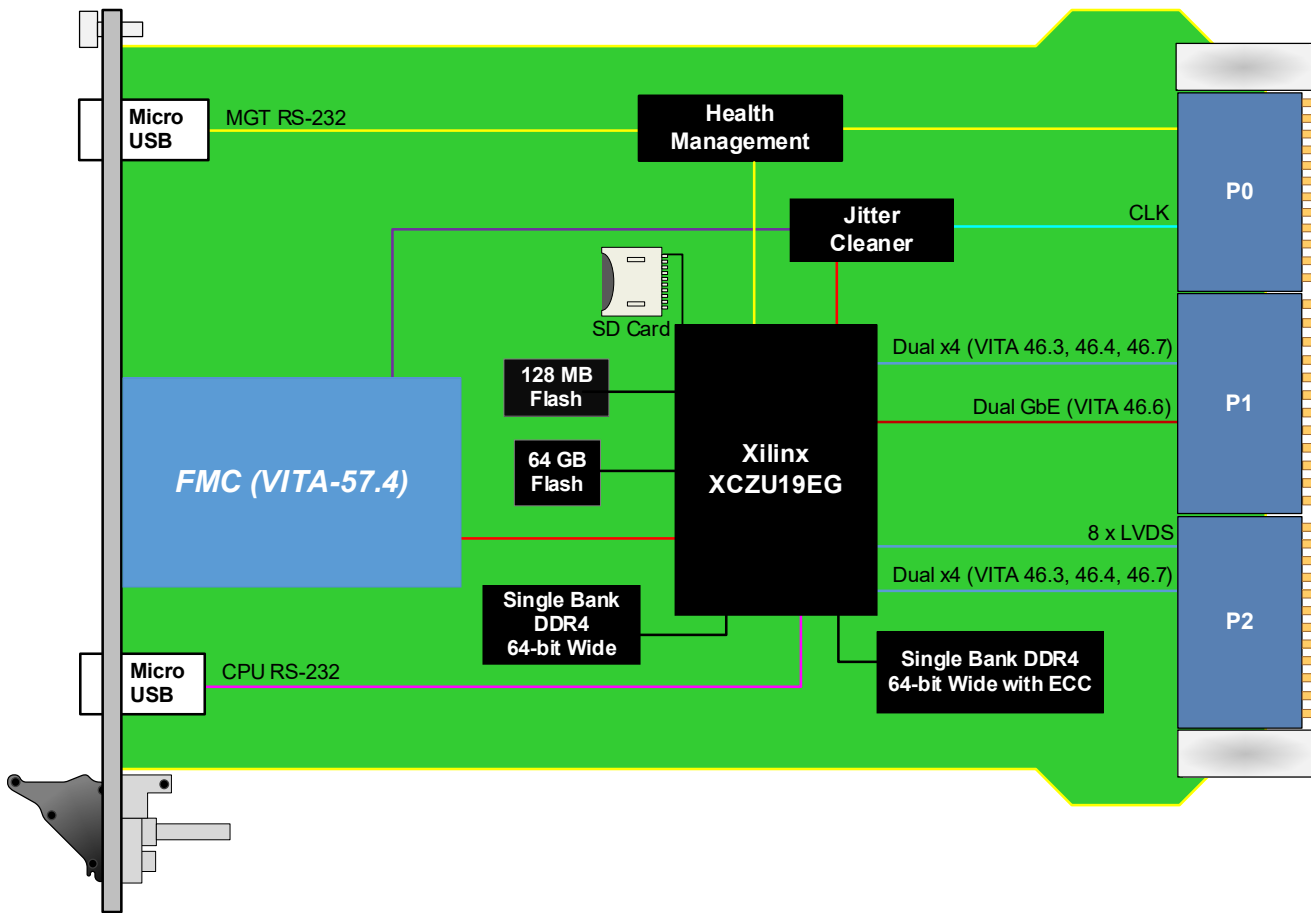 Micro
USB
MGT RS-232
Health
Management
P0
CLK
Jitter
Cleaner
SD Card
Dual x4 (VITA 46.3, 46.4, 46.7)
128 MB
Flash
P1
Dual GbE (VITA 46.6)
Xilinx
XCZU19EG
64 GB
Flash
FMC (VITA-57.4)
8 x LVDS
Dual x4 (VITA 46.3, 46.4, 46.7)
P2
Single Bank
DDR4
64-bit Wide
Single Bank DDR4
64-bit Wide with ECC
Micro
USB
CPU RS-232